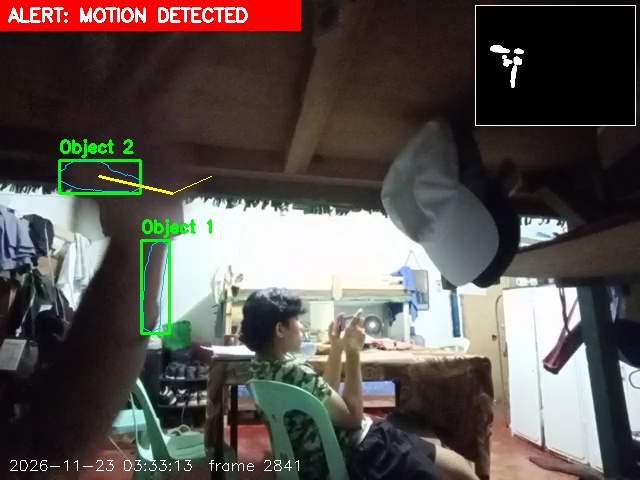 ALERT: MOTION DETECTED
Object 2
Object 1
2026-11-23 03:33:13 frame 2841